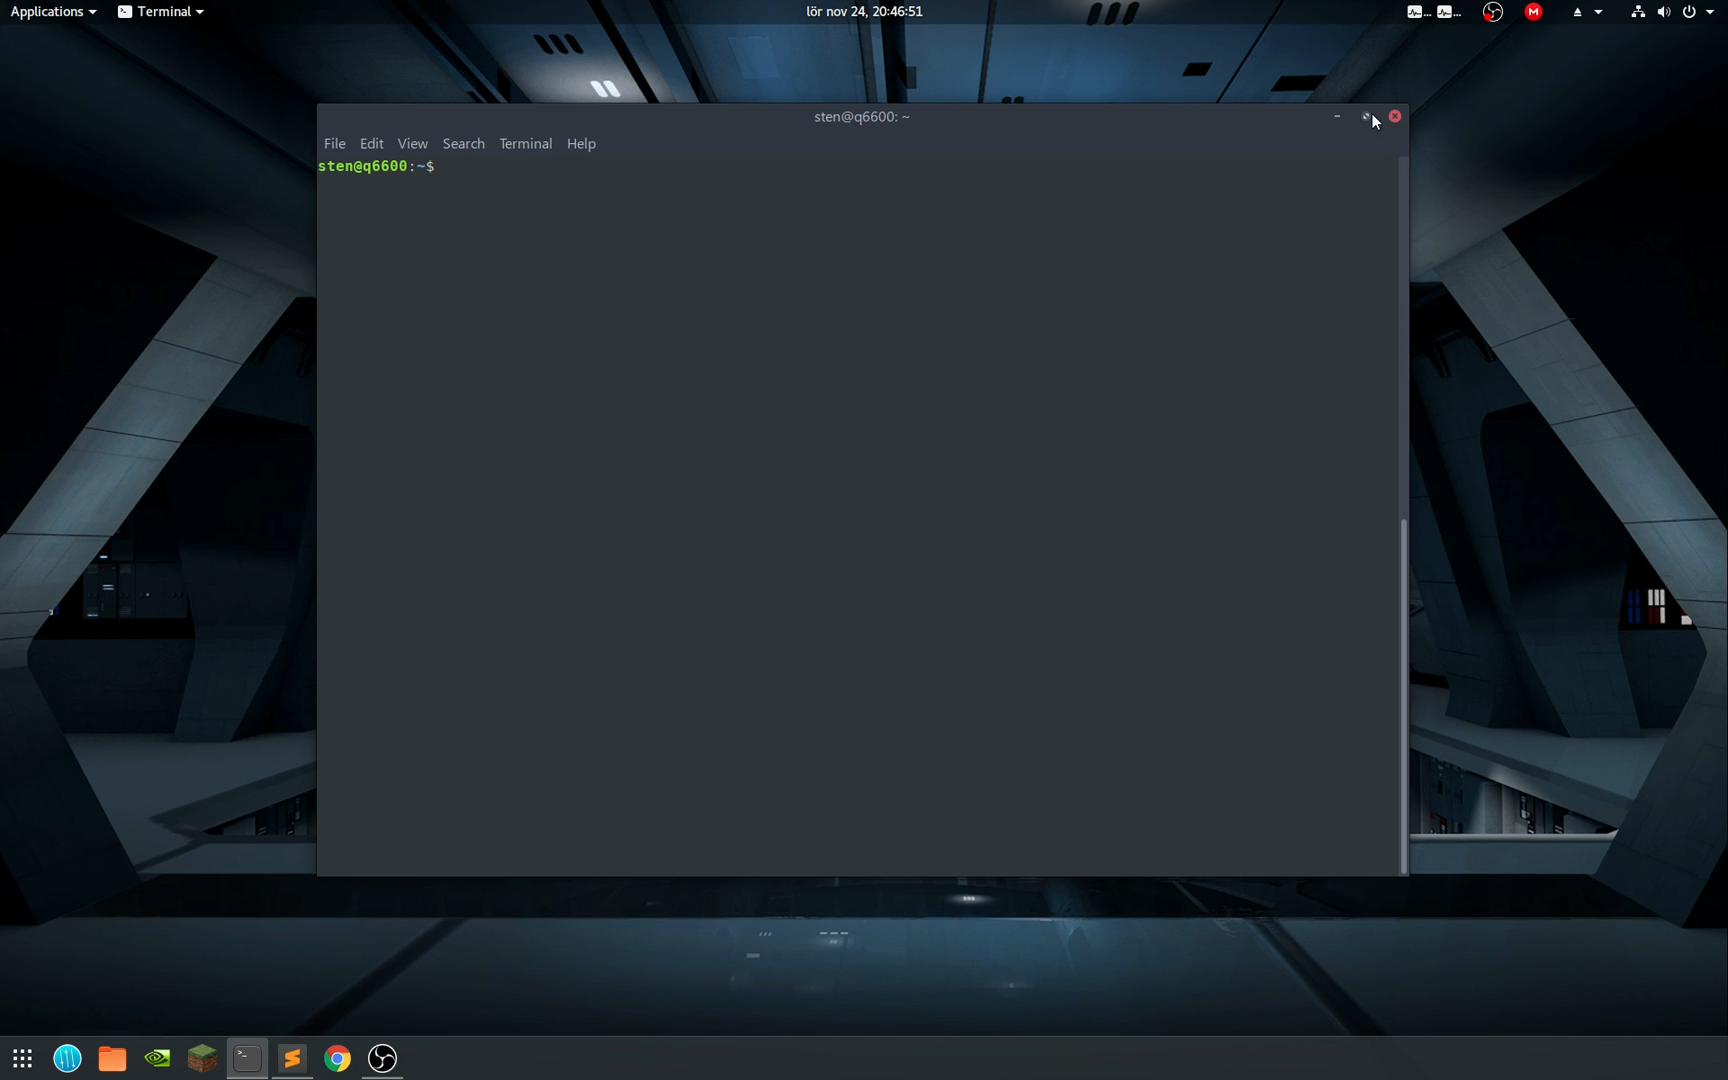 Applications Terminal lör nov 24, 20:46:51
sten@q6600: ~
File Edit View Search Terminal Help
sten@q6600:~$